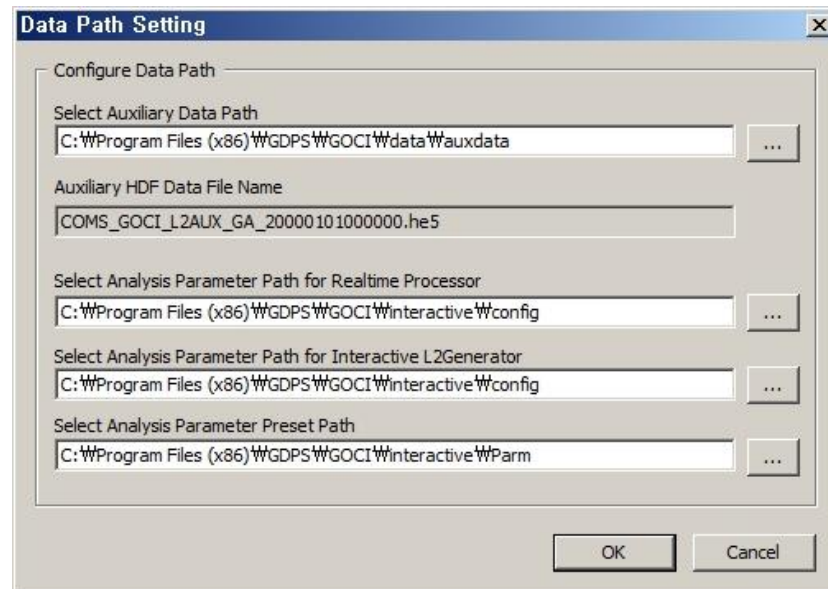 Data Path Setting
Configure Data Path
Select Auxiliary Data Path
C:₩Program Files (x86)₩GDPS₩GOCI₩data₩auxdata
...
Auxiliary HDF Data File Name
COMS_GOCI_L2AUX_GA_20000101000000.he5
Select Analysis Parameter Path for Realtime Processor
C:₩Program Files (x86)₩GDPS₩GOCI₩interactive₩config
...
Select Analysis Parameter Path for Interactive L2Generator
C:₩Program Files (x86)₩GDPS₩GOCI₩interactive₩config
...
Select Analysis Parameter Preset Path
C:₩Program Files (x86)₩GDPS₩GOCI₩interactive₩Parm
...
OK Cancel